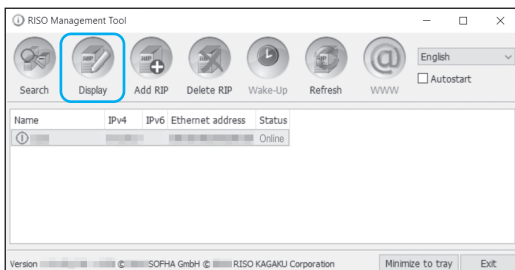 RISO Management Tool
Search Display Add RIP Delete RIP Wake-Up Refresh WWW
English
Autostart
Name IPv4 IPv6 Ethernet address Status
Online
Version © SOFHA GmbH © RISO KAGAKU Corporation
Minimize to tray Exit